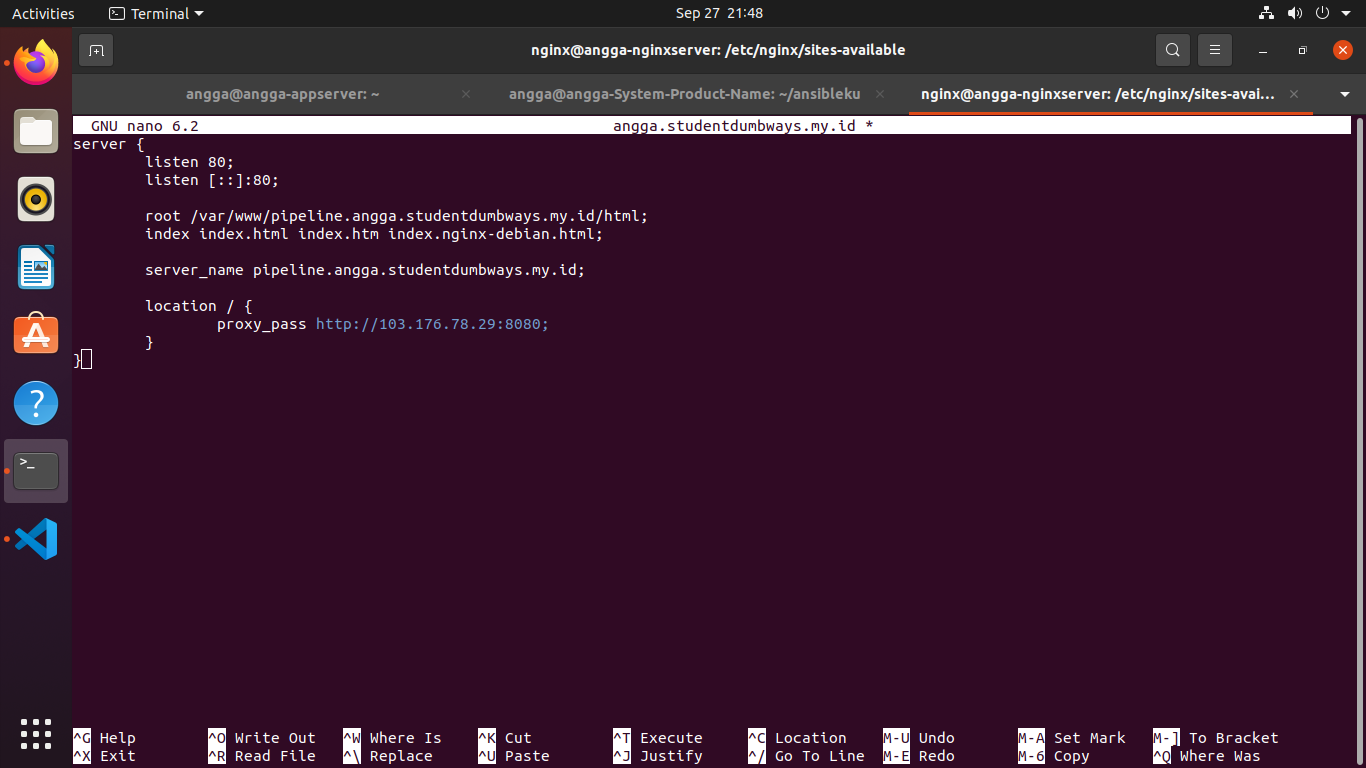 Activities Terminal Sep 27 21:48
nginx@angga-nginxserver: /etc/nginx/sites-available
angga@angga-appserver: ~ angga@angga-System-Product-Name: ~/ansibleku nginx@angga-nginxserver: /etc/nginx/sites-avai...
GNU nano 6.2 angga.studentdumbways.my.id *
server {
listen 80;
listen [::]:80;
root /var/www/pipeline.angga.studentdumbways.my.id/html;
index index.html index.htm index.nginx-debian.html;
server_name pipeline.angga.studentdumbways.my.id;
location / {
proxy_pass http://103.176.78.29:8080;
}
}
^G Help ^O Write Out ^W Where Is ^K Cut ^T Execute ^C Location M-U Undo M-A Set Mark M-] To Bracket
^X Exit ^R Read File ^\ Replace ^U Paste ^J Justify ^/ Go To Line M-E Redo M-6 Copy ^Q Where Was